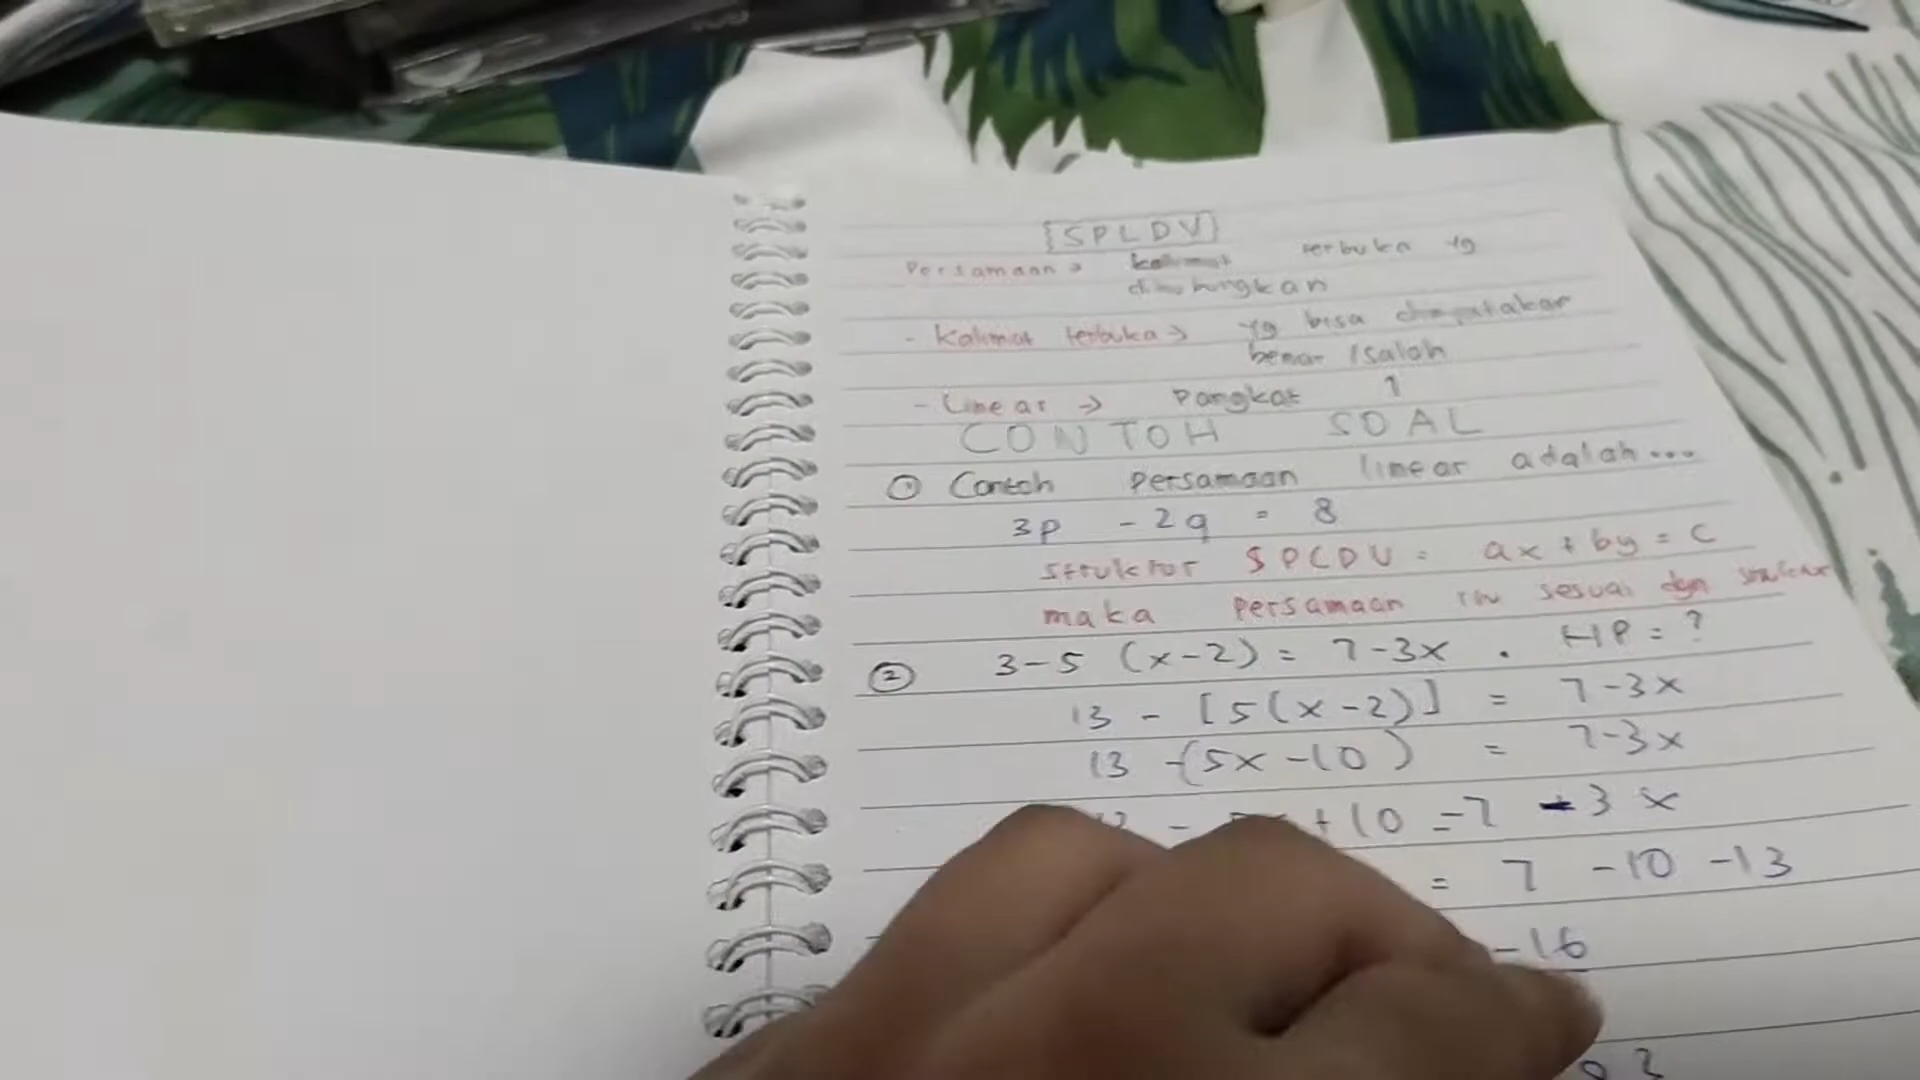 [SPLDV]
Persamaan → kalimat terbuka yg
dihubungkan
- Kalimat terbuka → yg bisa dinyatakan
benar /salah
- Linear → Pangkat 1
CONTOH SOAL
① Contoh Persamaan linear adalah...
3p - 2q = 8
Struktur SPLDV = ax + by = c
maka Persamaan ini sesuai dgn struktur
② 3-5 (x-2) = 7-3x . HP = ?
13 - [5(x-2)] = 7-3x
13 -(5x-10) = 7-3x
+10 =7 -3x
= 7 -10 -13
-16